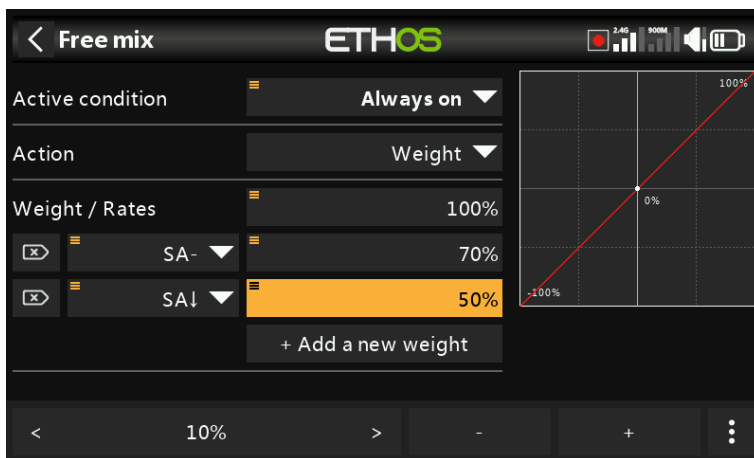 Free mix
ETHOS
2.4G
900M
Active condition
Always on
Action
Weight
Weight / Rates
100%
SA-
70%
SA↓
50%
+ Add a new weight
100%
0%
-100%
< 10% > - +